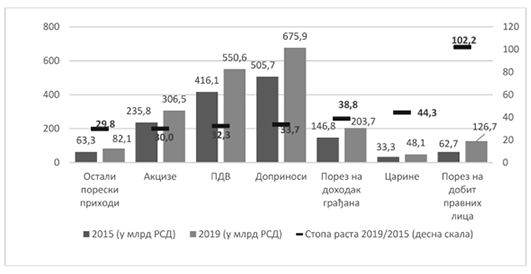 800
600
400
200
0
120
100
80
60
40
20
0
63,3
82,1
29,8
235,8
306,5
30,0
416,1
550,6
32,3
505,7
675,9
33,7
146,8
203,7
38,8
33,3
48,1
44,3
62,7
126,7
102,2
Остали
порески
приходи
Акцизе
ПДВ
Доприноси
Порез на
доходак
грађана
Царине
Порез на
добит
правних
лица
2015 (у млрд РСД)
2019 (у млрд РСД)
Стопа раста 2019/2015 (десна скала)